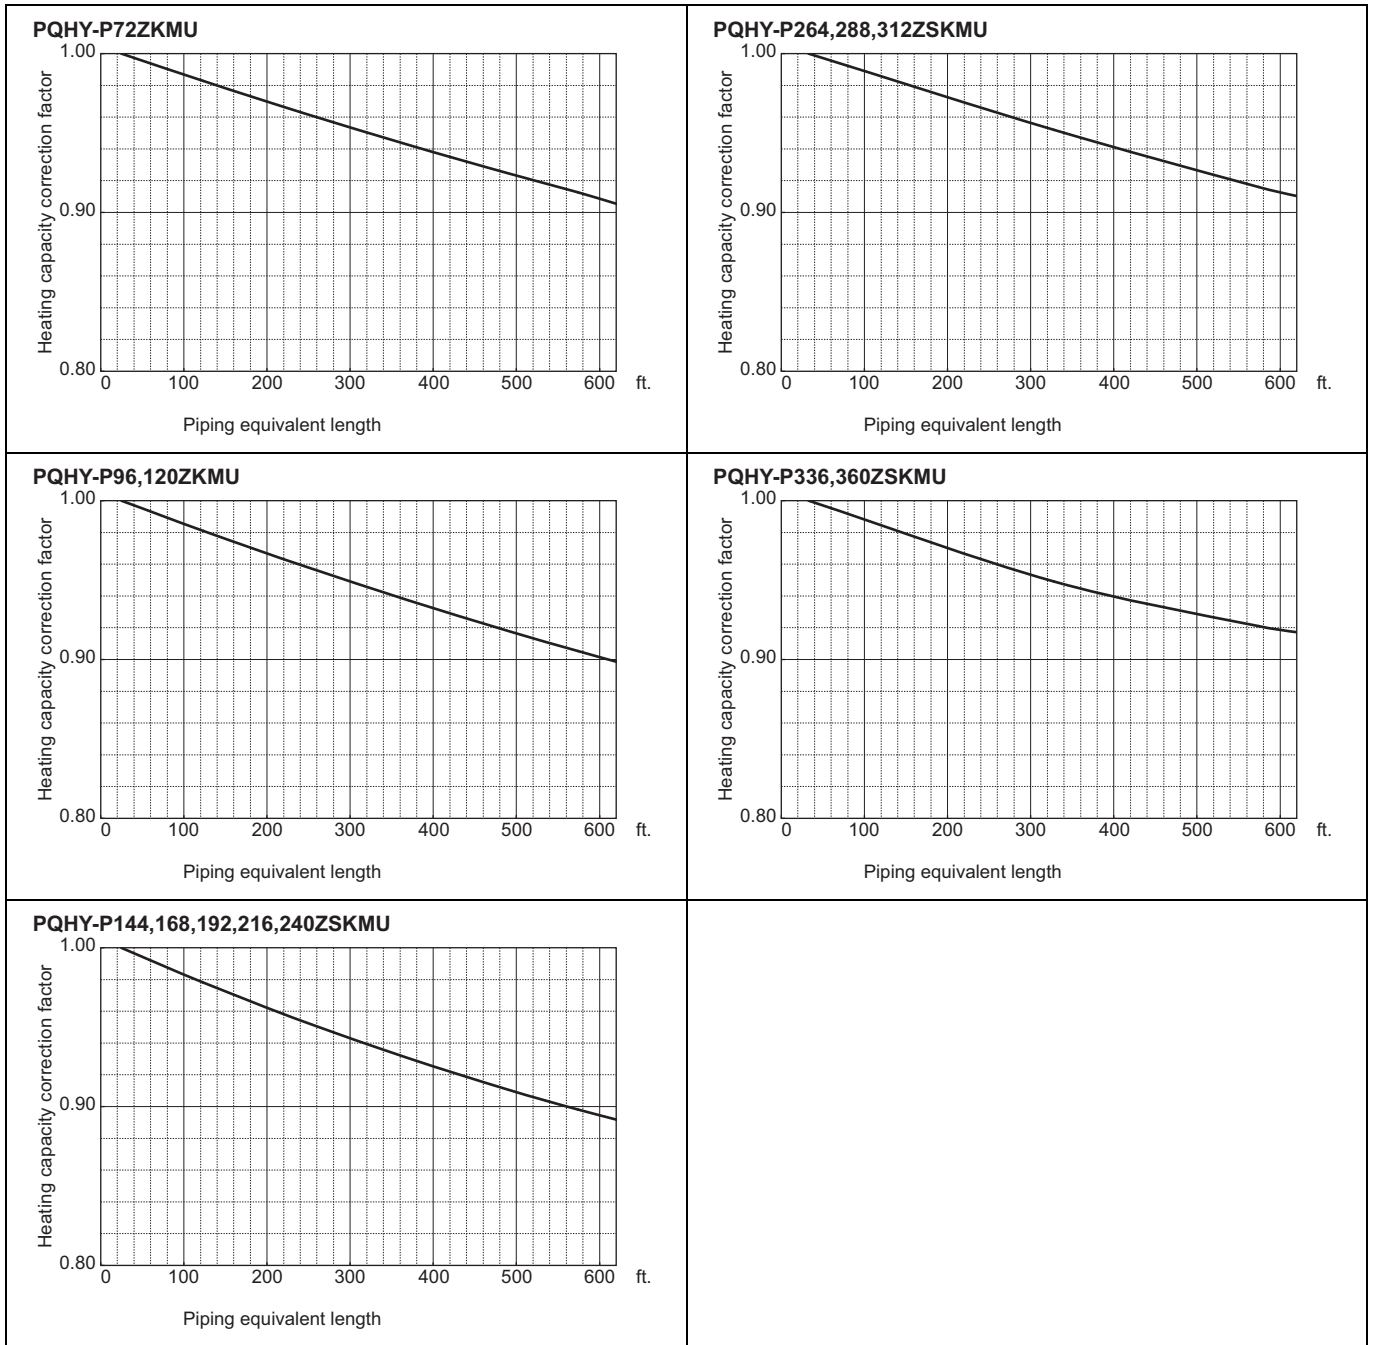 PQHY-P72ZKMU
Heating capacity correction factor
1.00
0.90
0.80
0 100 200 300 400 500 600 ft.
Piping equivalent length
PQHY-P264,288,312ZSKMU
Heating capacity correction factor
1.00
0.90
0.80
0 100 200 300 400 500 600 ft.
Piping equivalent length
PQHY-P96,120ZKMU
Heating capacity correction factor
1.00
0.90
0.80
0 100 200 300 400 500 600 ft.
Piping equivalent length
PQHY-P336,360ZSKMU
Heating capacity correction factor
1.00
0.90
0.80
0 100 200 300 400 500 600 ft.
Piping equivalent length
PQHY-P144,168,192,216,240ZSKMU
Heating capacity correction factor
1.00
0.90
0.80
0 100 200 300 400 500 600 ft.
Piping equivalent length